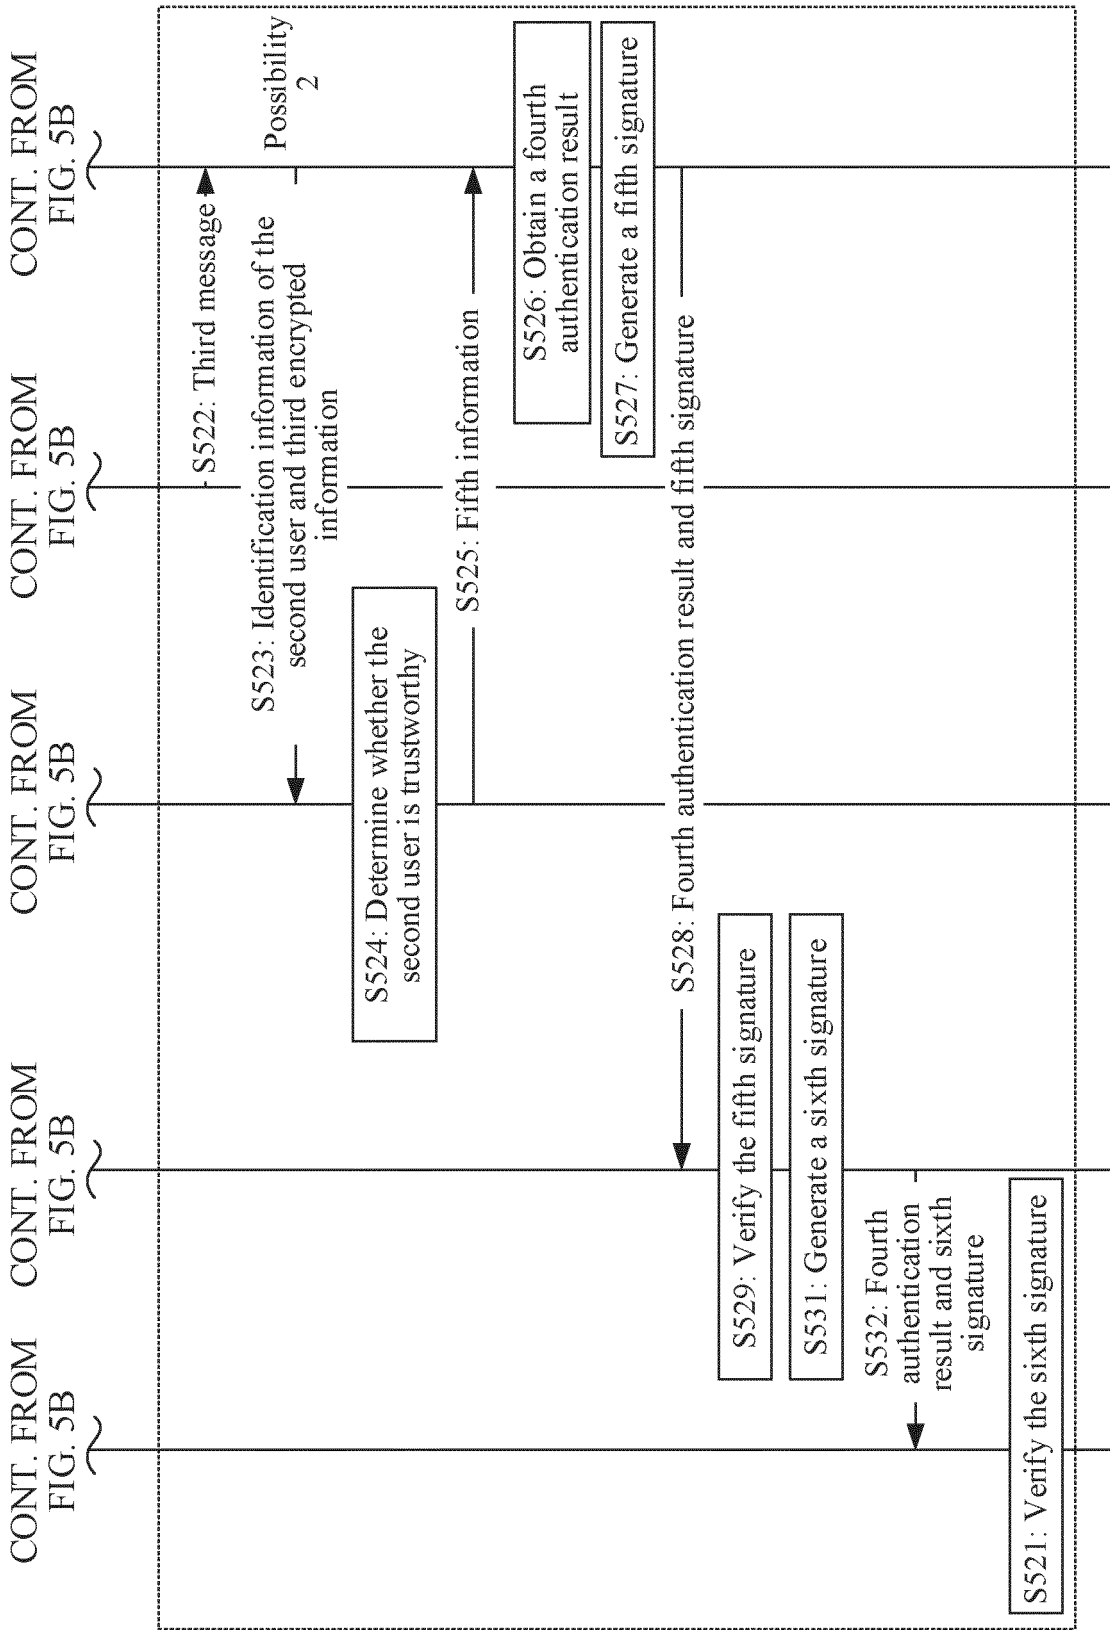 CONT. FROM
FIG. 5B
CONT. FROM
FIG. 5B
CONT. FROM
FIG. 5B
CONT. FROM
FIG. 5B
CONT. FROM
FIG. 5B
S522: Third message
Possibility
2
S523: Identification information of the
second user and third encrypted
information
S524: Determine whether the
second user is trustworthy
S525: Fifth information
S526: Obtain a fourth
authentication result
S527: Generate a fifth signature
S528: Fourth authentication result and fifth signature
S529: Verify the fifth signature
S531: Generate a sixth signature
S532: Fourth
authentication
result and sixth
signature
S521: Verify the sixth signature